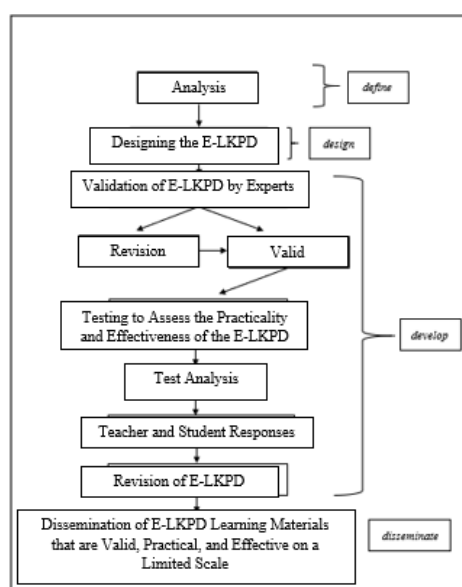 Analysis
define
Designing the E-LKPD
design
Validation of E-LKPD by Experts
Revision
Valid
Testing to Assess the Practicality
and Effectiveness of the E-LKPD
develop
Test Analysis
Teacher and Student Responses
Revision of E-LKPD
Dissemination of E-LKPD Learning Materials
that are Valid, Practical, and Effective on a
Limited Scale
disseminate